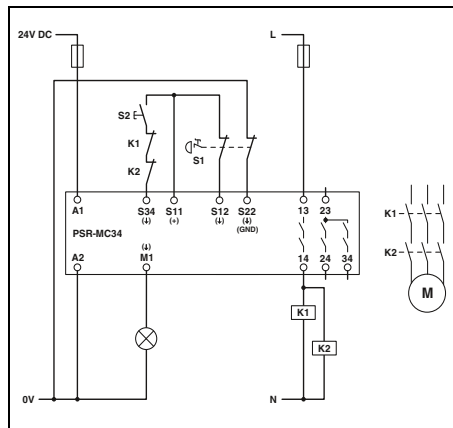 24V DC
L
S2
K1
K2
S1
A1
S34
(↓)
S11
(+)
S12
(↓)
S22
(↓)
(GND)
13
23
PSR-MC34
A2
(↓)
M1
14
24
34
K1
K2
M
K1
K2
0V
N